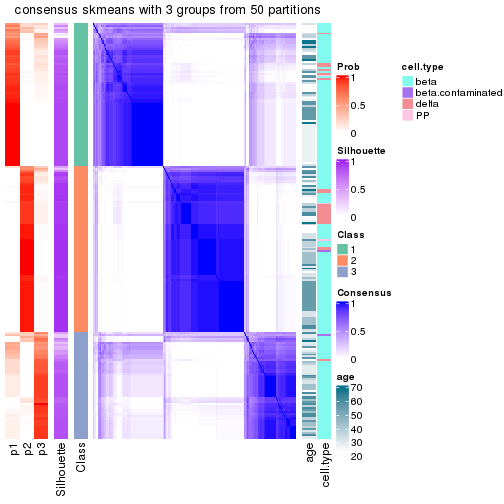 consensus skmeans with 3 groups from 50 partitions
Prob
1
0.5
0
Silhouette
1
0.5
0
Class
1
2
3
Consensus
1
0.5
0
age
70
60
50
40
30
20
cell.type
beta
beta.contaminated
delta
PP
p1
p2
p3
Silhouette
Class
age
cell.type